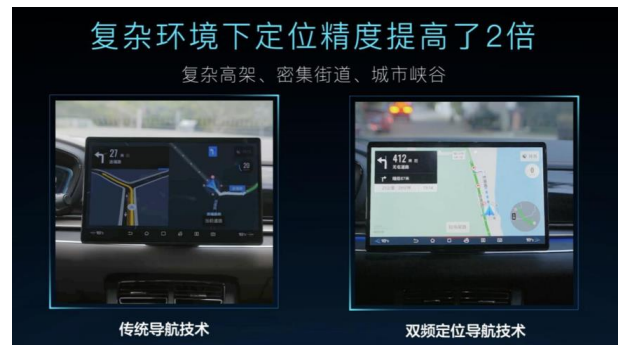 复杂环境下定位精度提高了2倍
复杂高架、密集街道、城市峡谷
27
412
传统导航技术
双频定位导航技术